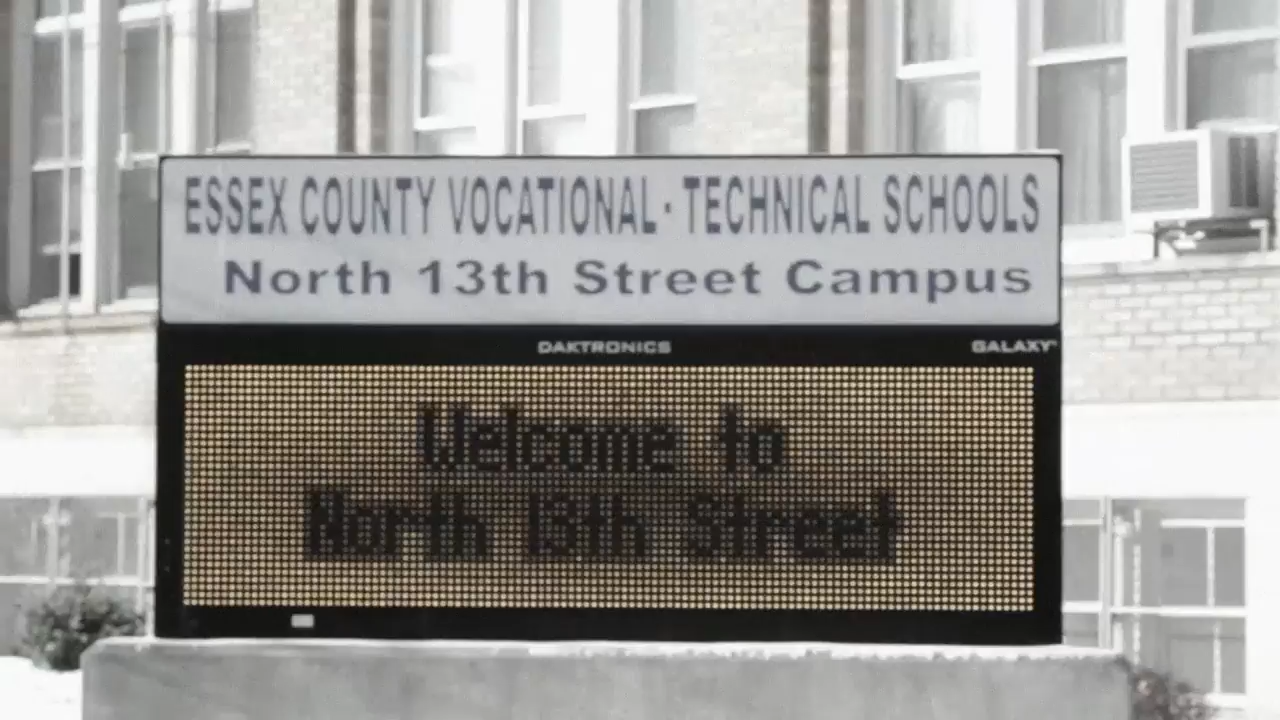 ESSEX COUNTY VOCATIONAL · TECHNICAL SCHOOLS
North 13th Street Campus
DAKTRONICS GALAXY
Welcome to
North 13th Street